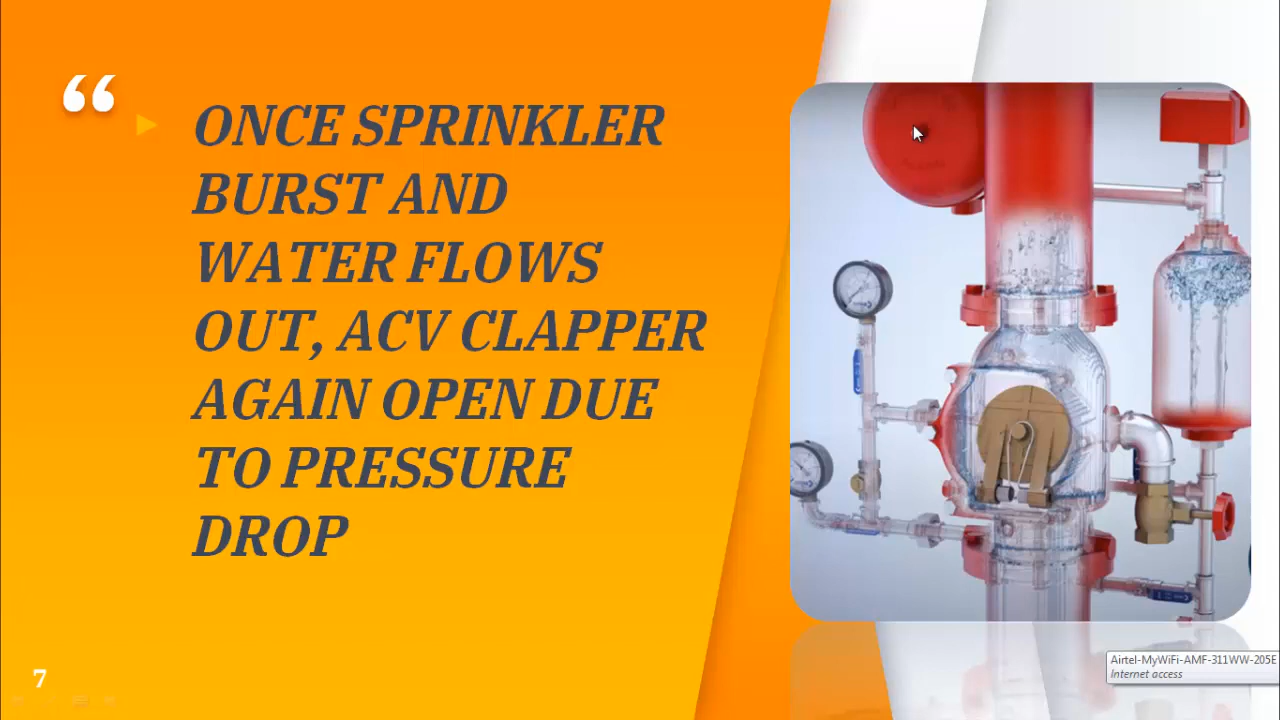 “
ONCE SPRINKLER
BURST AND
WATER FLOWS
OUT, ACV CLAPPER
AGAIN OPEN DUE
TO PRESSURE
DROP
7
Airtel-MyWiFi-AMF-311WW-205E
Internet access